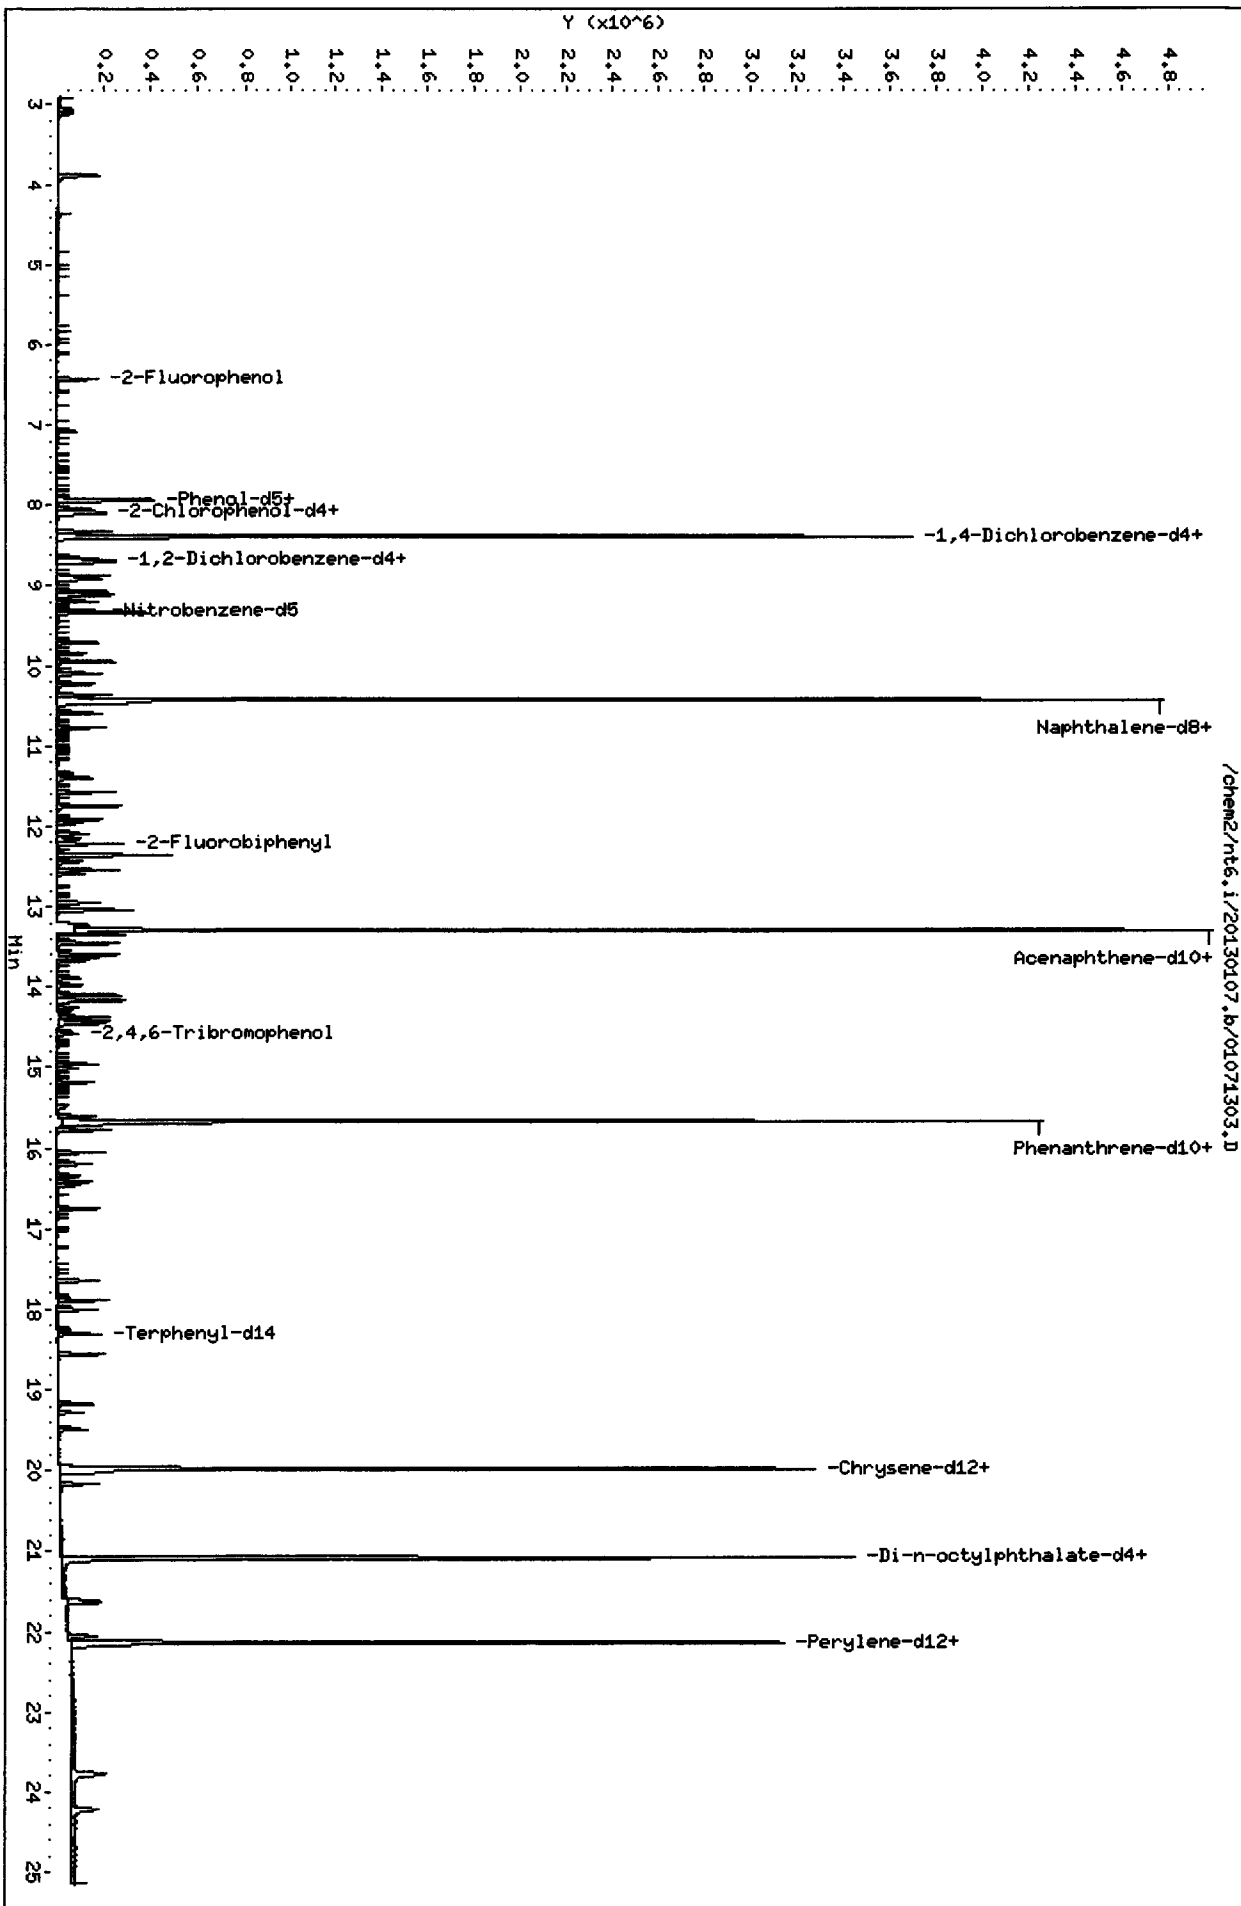 /chem2/nt6.i/20130107.b/01071303.D
Y (x10^6)
4.8
4.6
4.4
4.2
4.0
3.8
3.6
3.4
3.2
3.0
2.8
2.6
2.4
2.2
2.0
1.8
1.6
1.4
1.2
1.0
0.8
0.6
0.4
0.2
-2-Fluorophenol
-Phenol-d5+
-2-Chlorophenol-d4+
-1,4-Dichlorobenzene-d4+
-1,2-Dichlorobenzene-d4+
-Nitrobenzene-d5
Naphthalene-d8+
-2-Fluorobiphenyl
Acenaphthene-d10+
-2,4,6-Tribromophenol
Phenanthrene-d10+
-Terphenyl-d14
-Chrysene-d12+
-Di-n-octylphthalate-d4+
-Perylene-d12+
3
4
5
6
7
8
9
10
11
12
13
14
15
16
17
18
19
20
21
22
23
24
25
Min